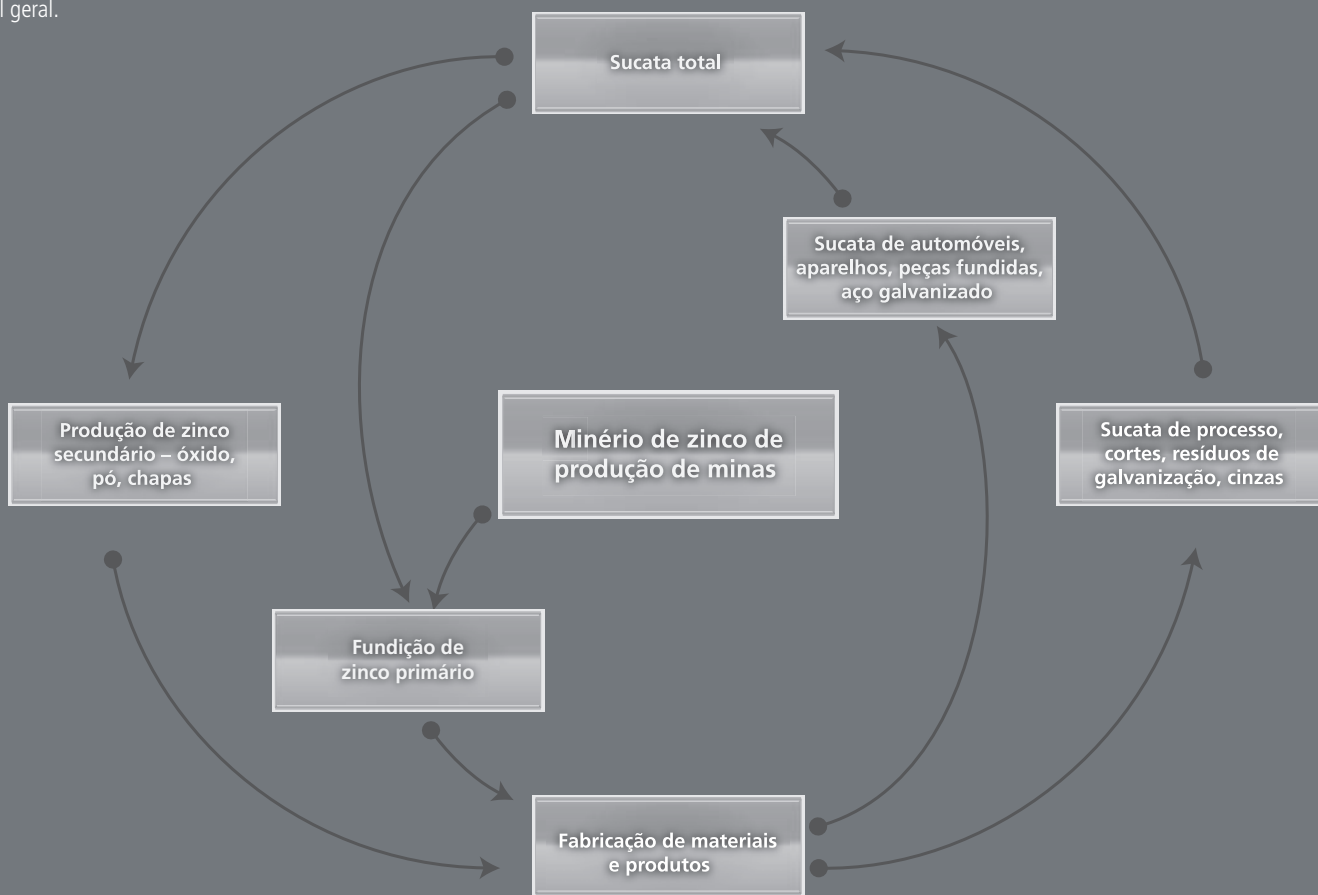 l geral.
Sucata total
Sucata de automóveis,
aparelhos, peças fundidas,
aço galvanizado
Produção de zinco
secundário – óxido,
pó, chapas
Minério de zinco de
produção de minas
Sucata de processo,
cortes, resíduos de
galvanização, cinzas
Fundição de
zinco primário
Fabricação de materiais
e produtos